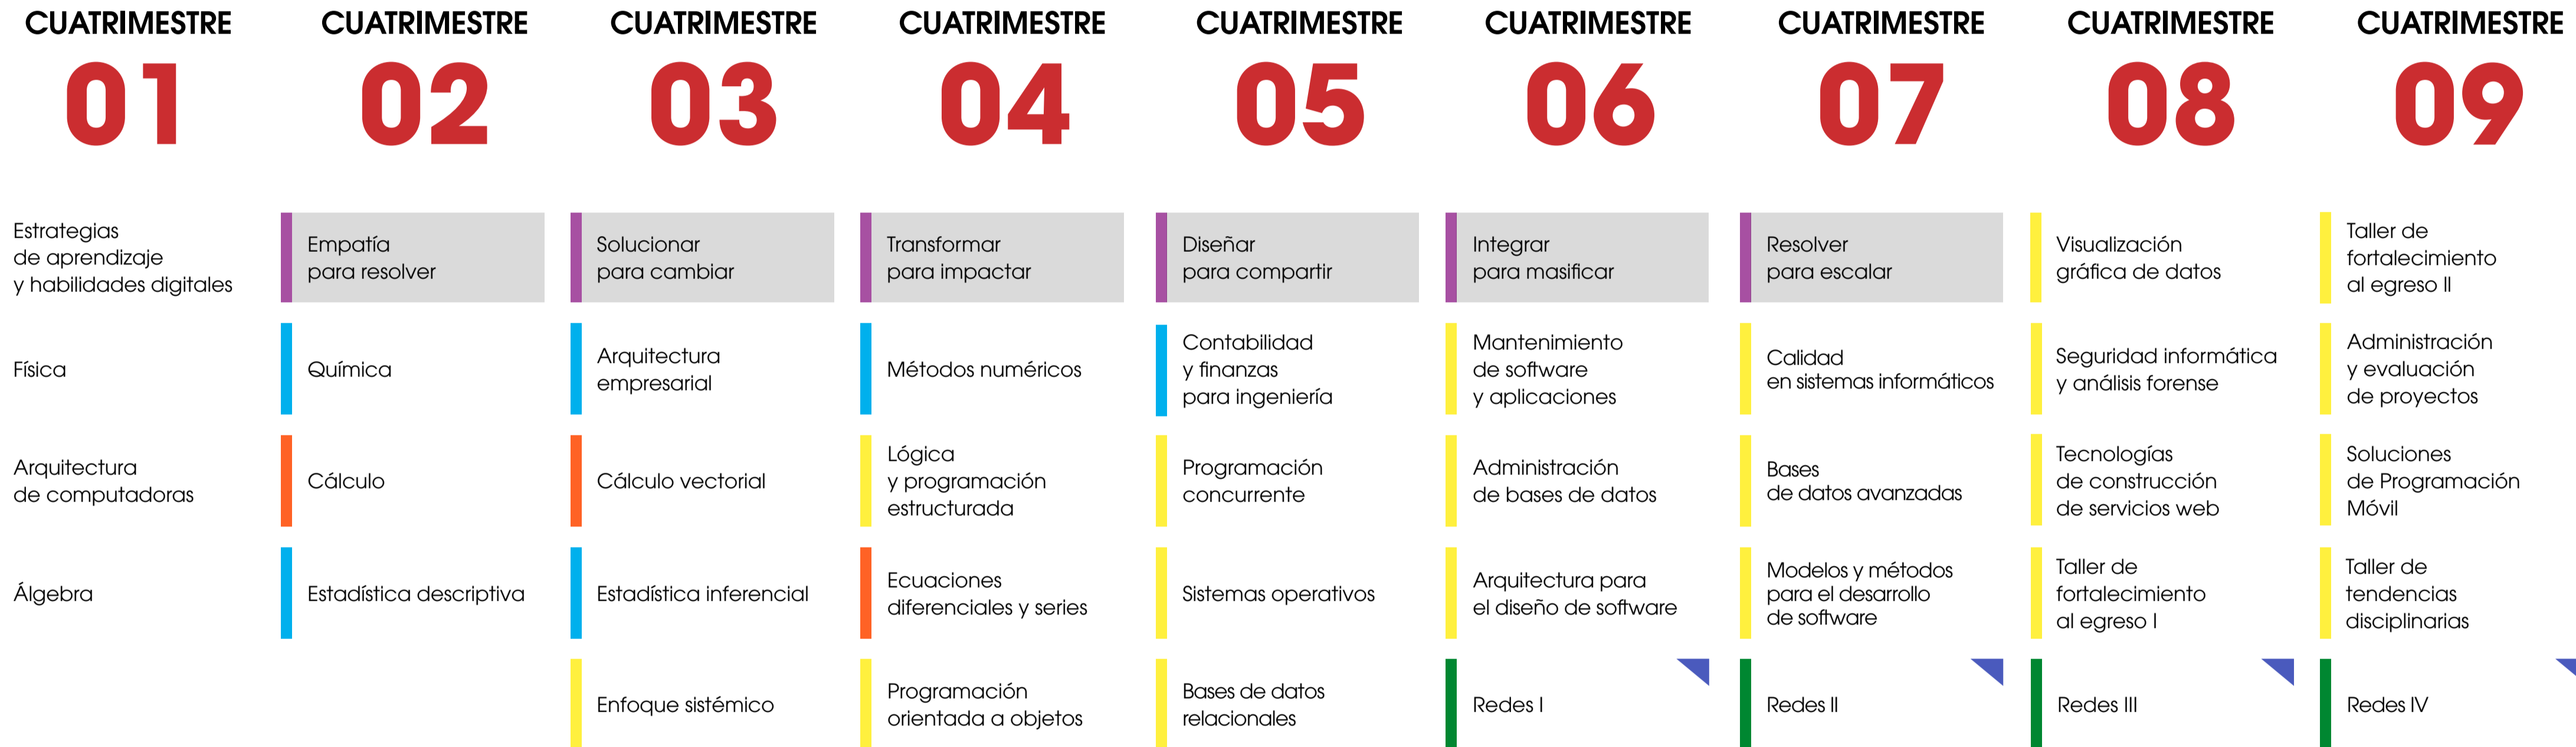 CUATRIMESTRE
01
Estrategias
de aprendizaje
y habilidades digitales
Física
Arquitectura
de computadoras
Álgebra
CUATRIMESTRE
02
Empatía
para resolver
Química
Cálculo
Estadística descriptiva
CUATRIMESTRE
03
Solucionar
para cambiar
Arquitectura
empresarial
Cálculo vectorial
Estadística inferencial
Enfoque sistémico
CUATRIMESTRE
04
Transformar
para impactar
Métodos numéricos
Lógica
y programación
estructurada
Ecuaciones
diferenciales y series
Programación
orientada a objetos
CUATRIMESTRE
05
Diseñar
para compartir
Contabilidad
y finanzas
para ingeniería
Programación
concurrente
Sistemas operativos
Bases de datos
relacionales
CUATRIMESTRE
06
Integrar
para masificar
Mantenimiento
de software
y aplicaciones
Administración
de bases de datos
Arquitectura para
el diseño de software
Redes I
CUATRIMESTRE
07
Resolver
para escalar
Calidad
en sistemas informáticos
Bases
de datos avanzadas
Modelos y métodos
para el desarrollo
de software
Redes II
CUATRIMESTRE
08
Visualización
gráfica de datos
Seguridad informática
y análisis forense
Tecnologías
de construcción
de servicios web
Taller de
fortalecimiento
al egreso I
Redes III
CUATRIMESTRE
09
Taller de
fortalecimiento
al egreso II
Administración
y evaluación
de proyectos
Soluciones
de Programación
Móvil
Taller de
tendencias
disciplinarias
Redes IV